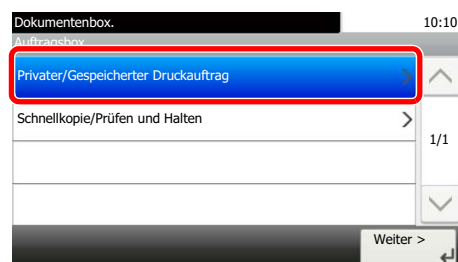 Dokumentenbox. 10:10
Auftragsbox
Privater/Gespeicherter Druckauftrag
Schnellkopie/Prüfen und Halten
1/1
Weiter >